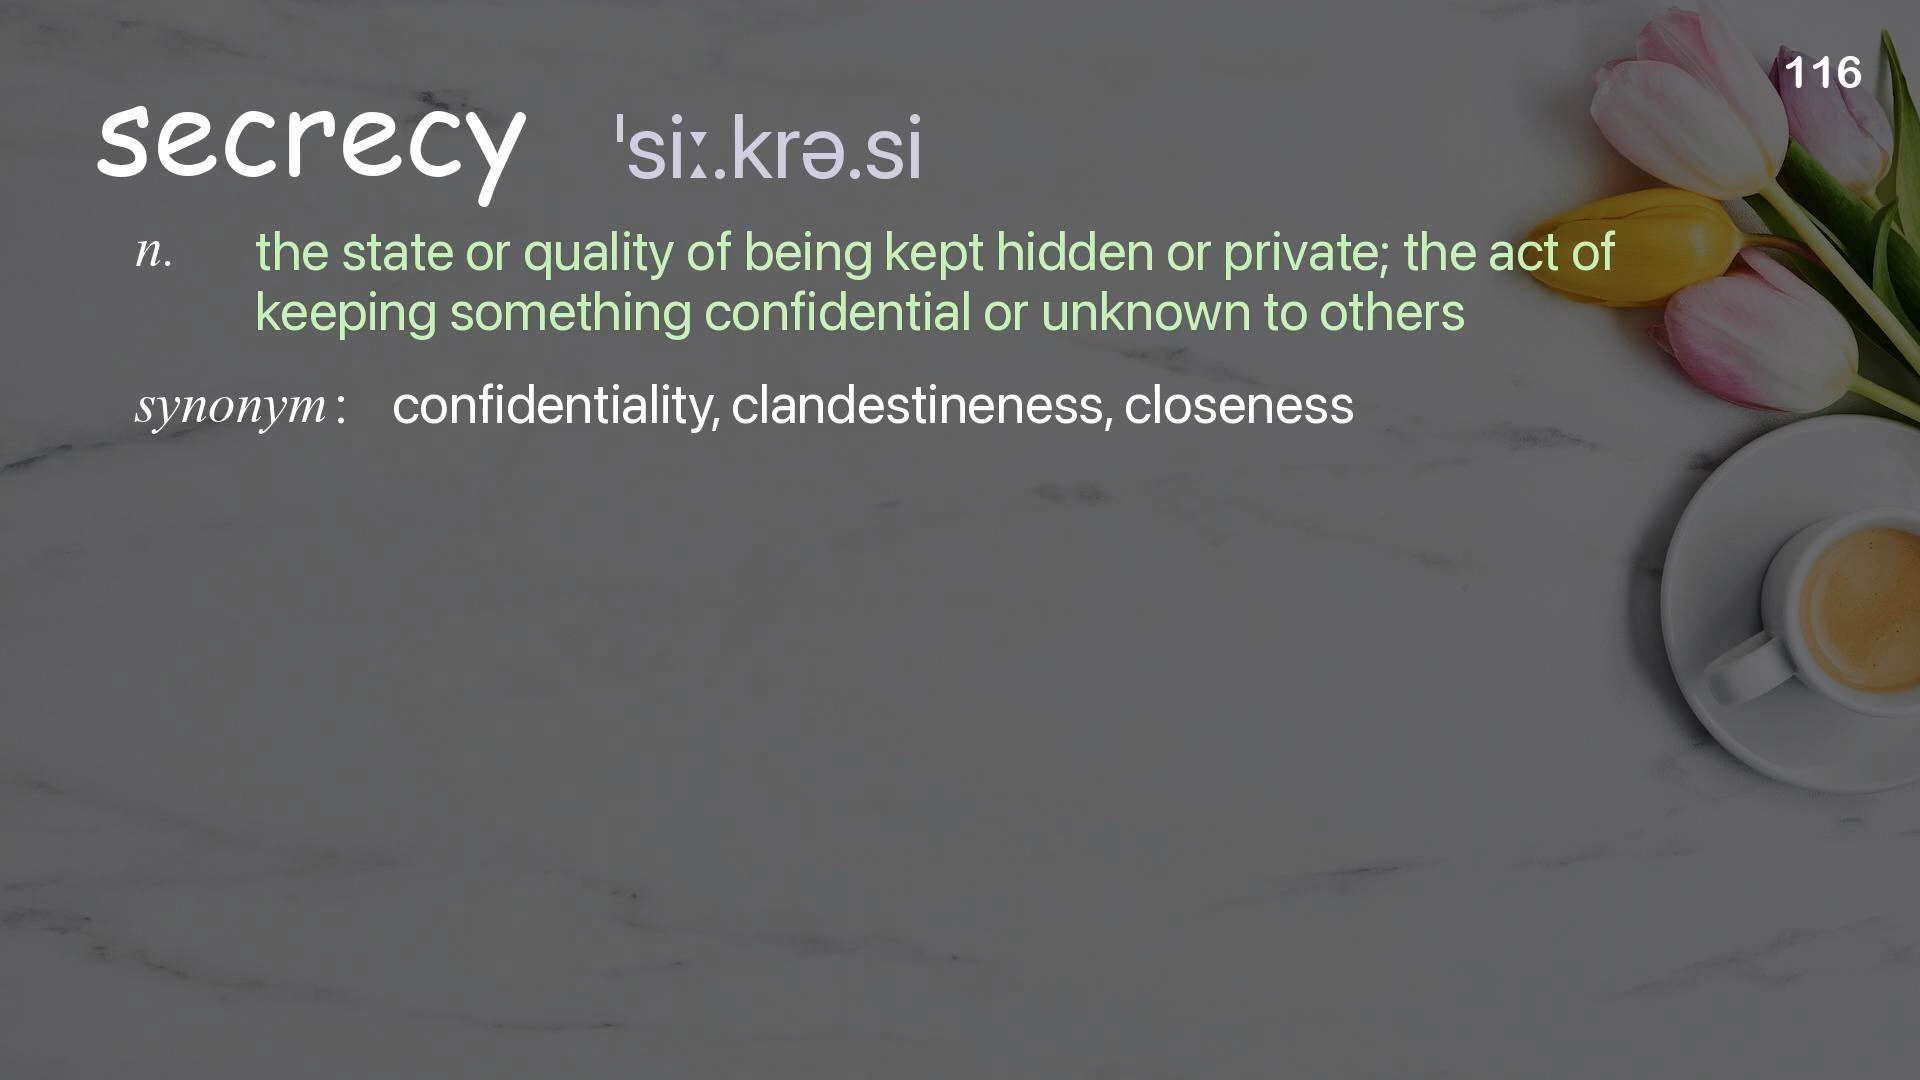 116
secrecy ˈsiː.krə.si
n. the state or quality of being kept hidden or private; the act of
keeping something confidential or unknown to others
synonym : confidentiality, clandestineness, closeness